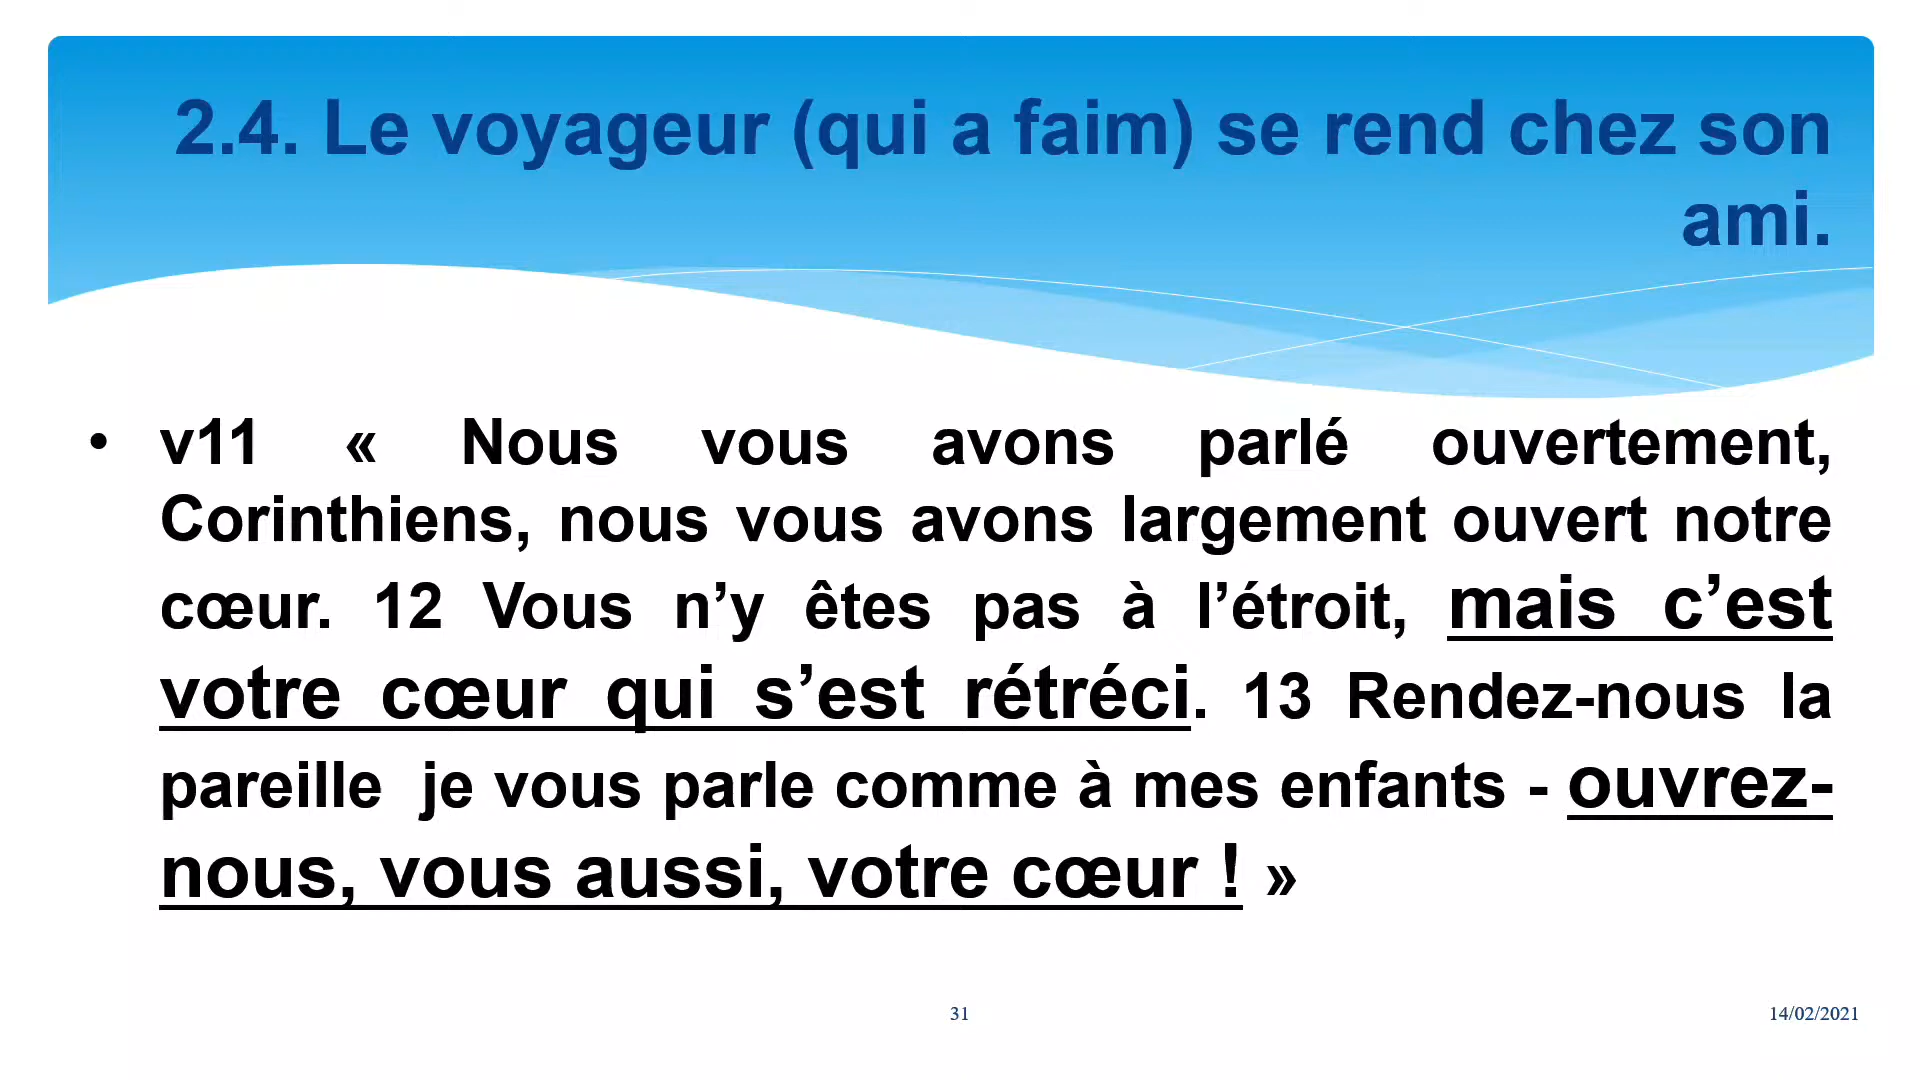 2.4. Le voyageur (qui a faim) se rend chez son
ami.
• v11 « Nous vous avons parlé ouvertement,
Corinthiens, nous vous avons largement ouvert notre
cœur. 12 Vous n’y êtes pas à l’étroit, mais c’est
votre cœur qui s’est rétréci. 13 Rendez-nous la
pareille je vous parle comme à mes enfants - ouvrez-
nous, vous aussi, votre cœur ! »
31
14/02/2021